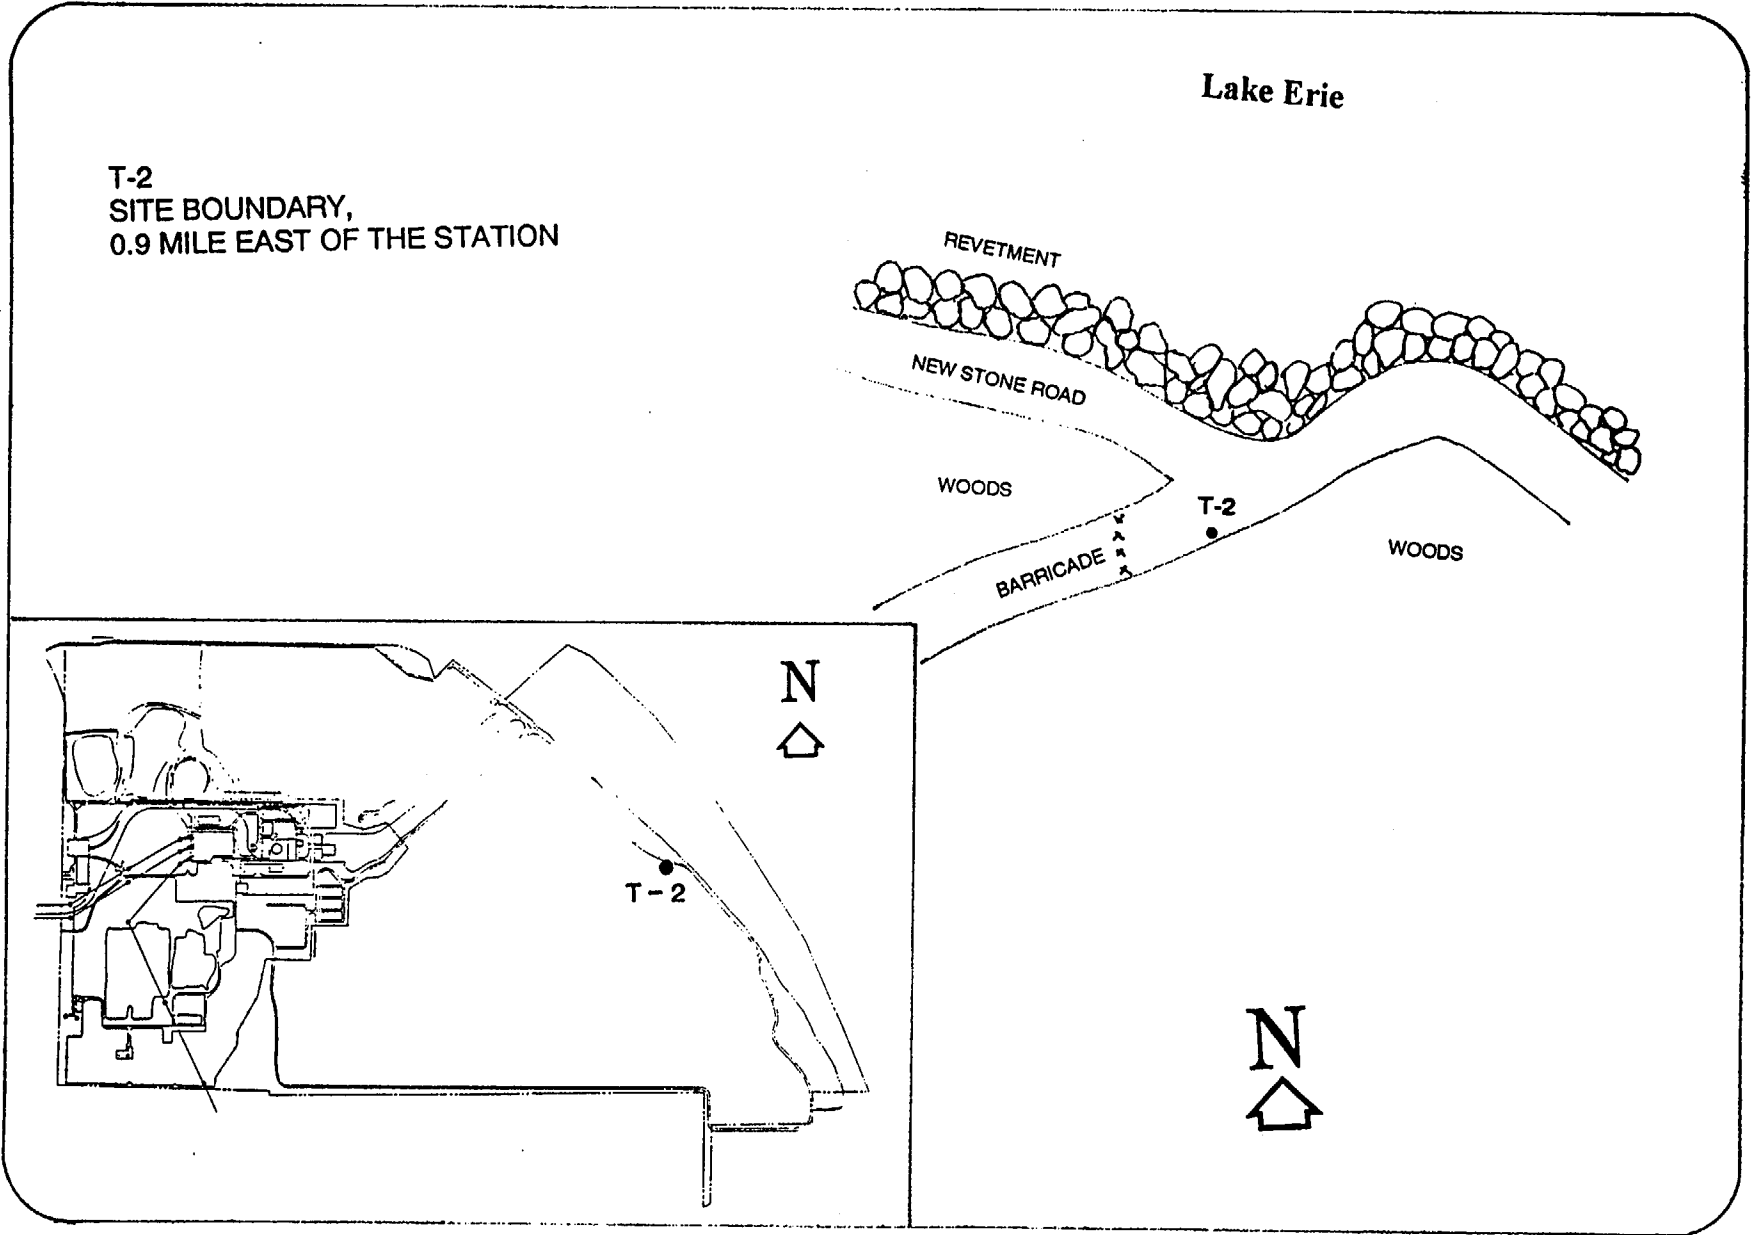 Lake Erie
T-2
SITE BOUNDARY,
0.9 MILE EAST OF THE STATION
REVETMENT
NEW STONE ROAD
WOODS
T-2
BARRICADE
WOODS
N
T-2
N